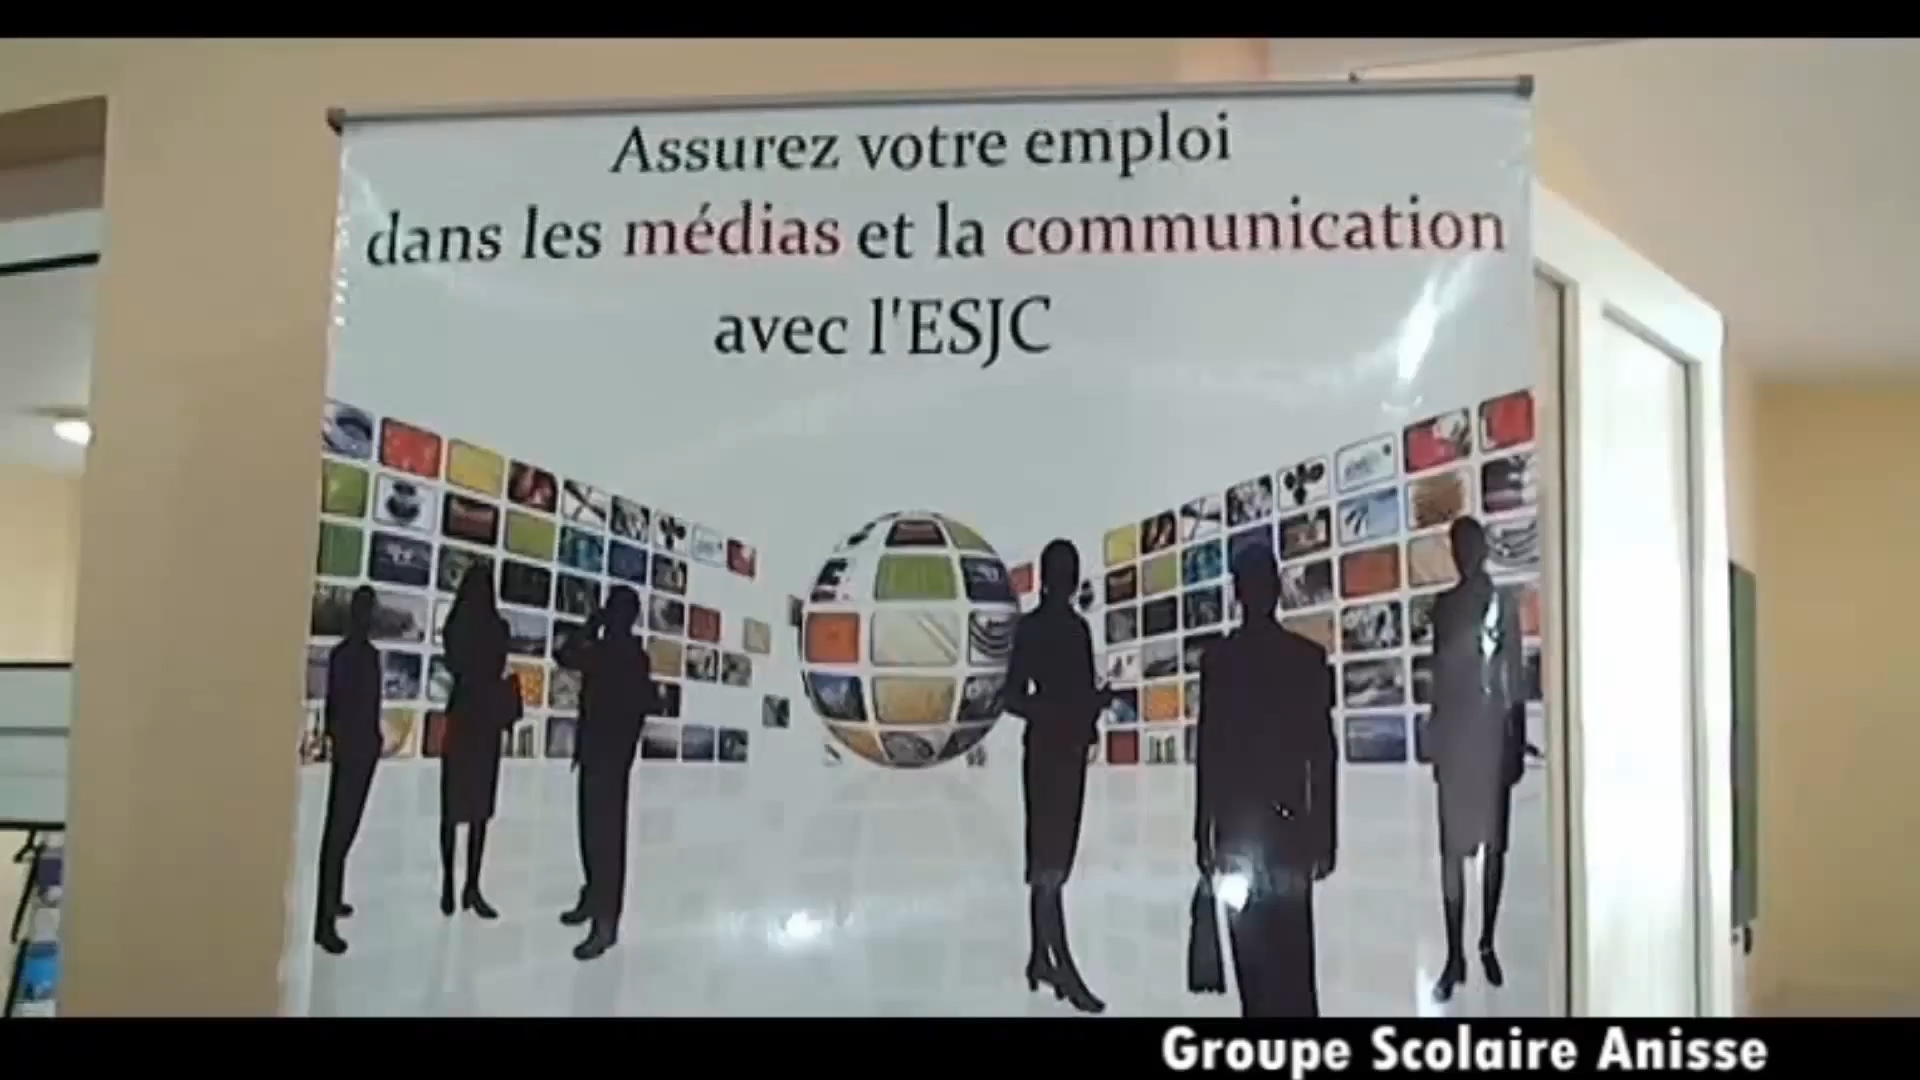 Assurez votre emploi
dans les médias et la communication
avec l'ESJC
Groupe Scolaire Anisse